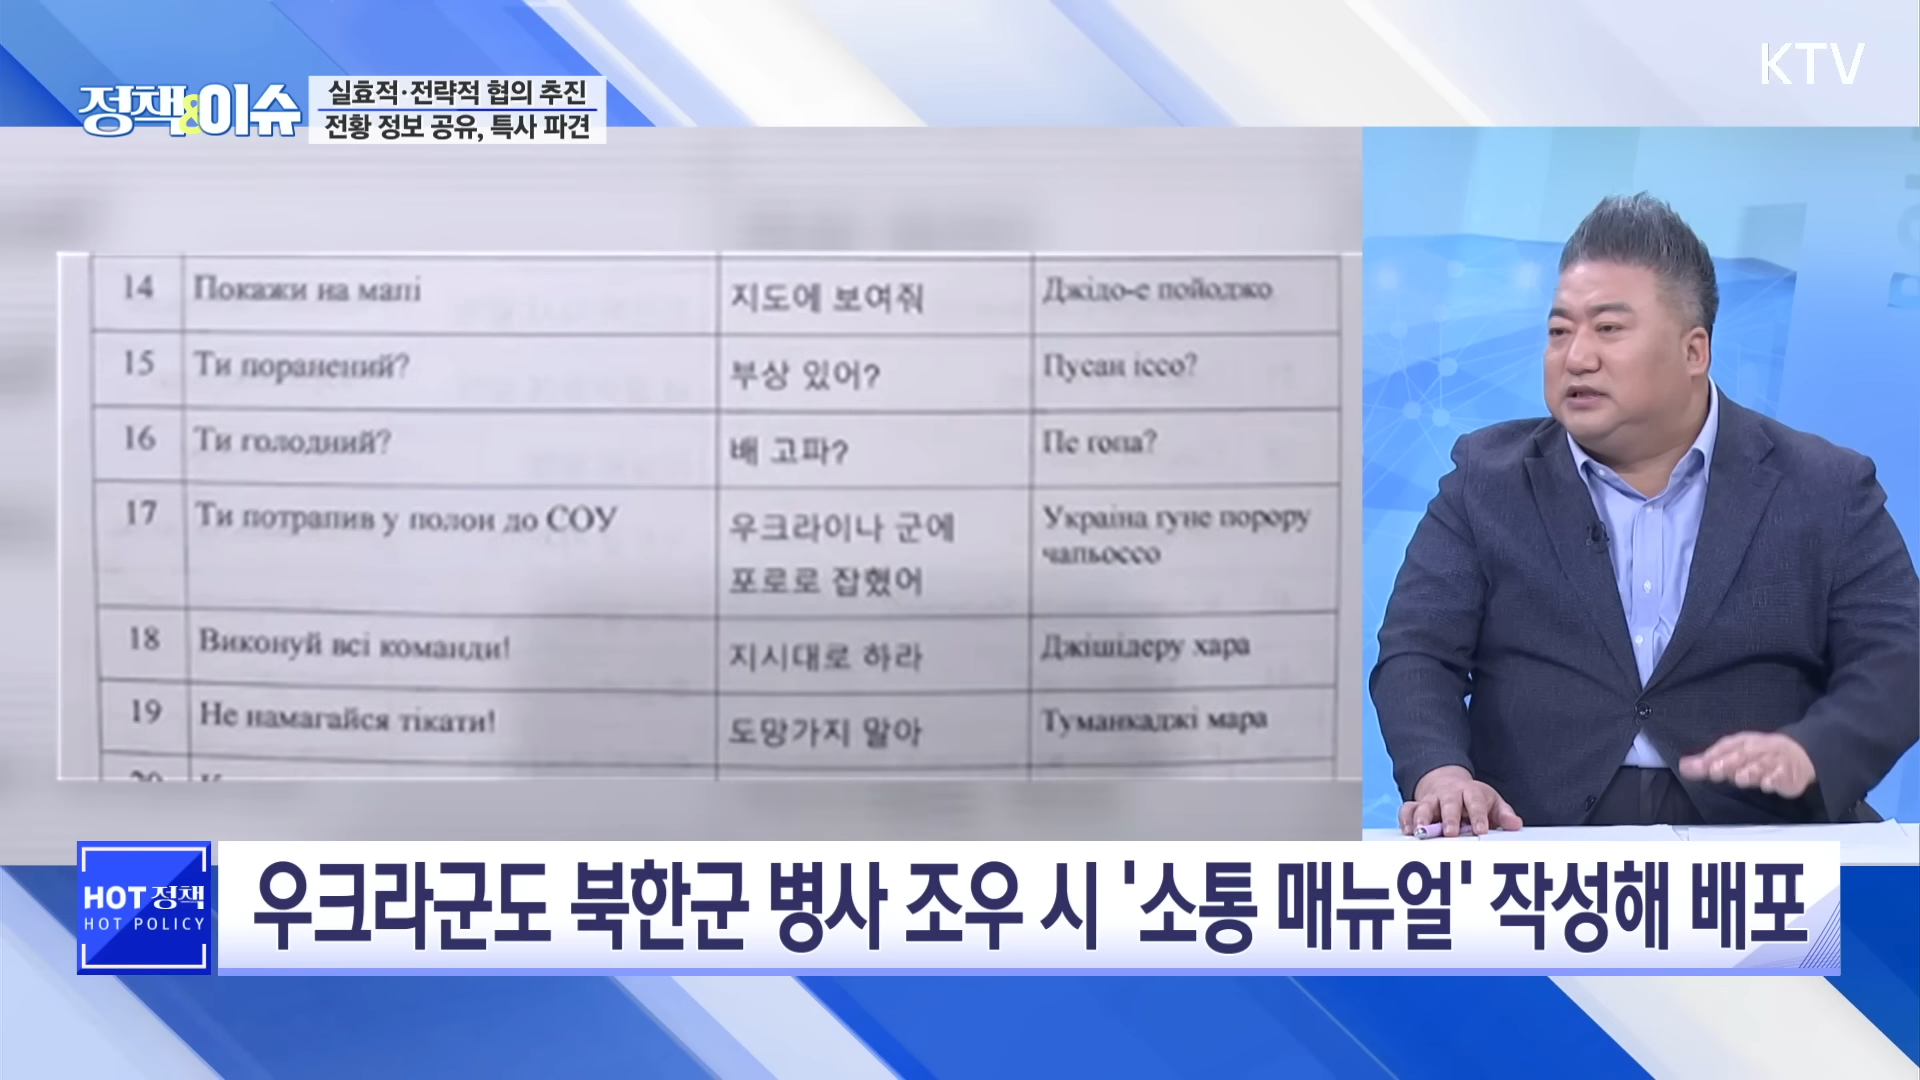 KTV
정책&이슈
실효적·전략적 협의 추진
전황 정보 공유, 특사 파견
14 Покажи на мапі 지도에 보여줘 Джідо-е пойоджо
15 Ти поранений? 부상 있어? Пусан іссо?
16 Ти голодний? 배 고파? Пе гопа?
17 Ти потрапив у полон до СОУ 우크라이나 군에 Україна гуне порору
포로로 잡혔어 чапьоссо
18 Виконуй всі команди! 지시대로 하라 Джішідеру хара
19 Не намагайся тікати! 도망가지 말아 Туманкаджі мара
HOT정책
HOT POLICY
우크라군도 북한군 병사 조우 시 '소통 매뉴얼' 작성해 배포